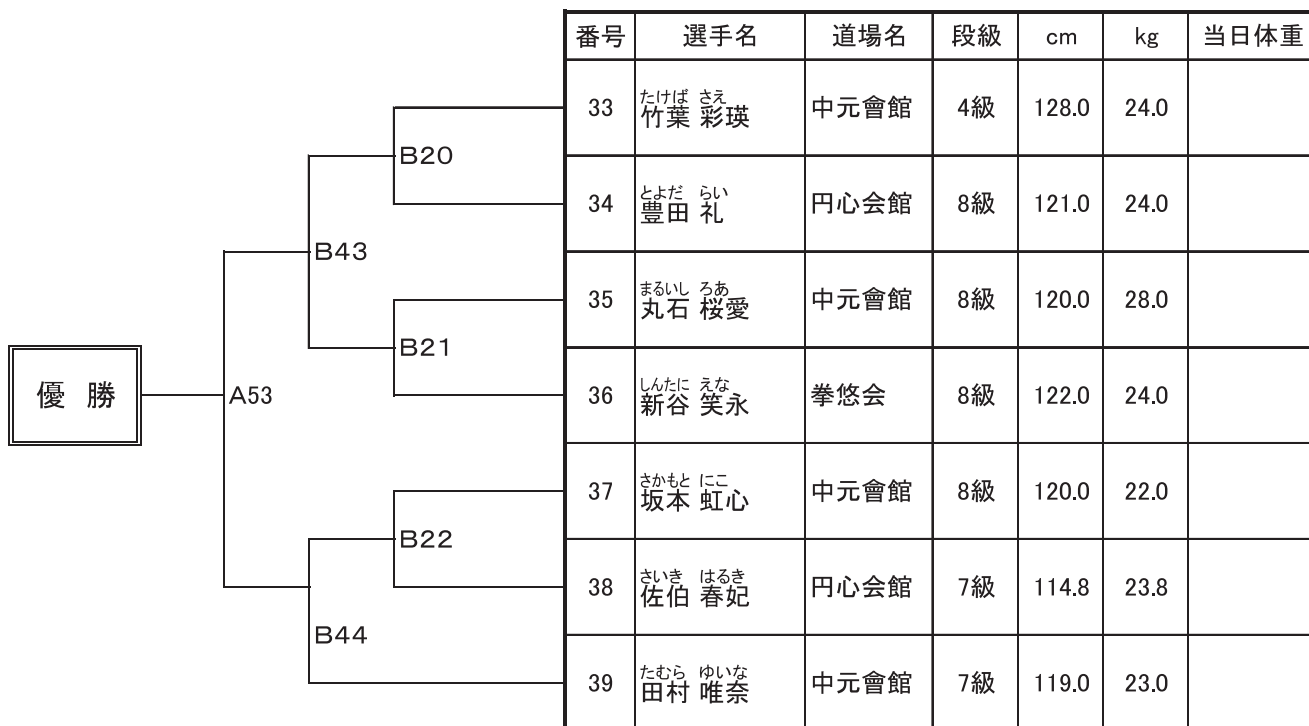 番号 選手名 道場名 段級 cm kg 当日体重
たけば さえ
33 竹葉 彩瑛 中元會館 4級 128.0 24.0
B20
とよだ らい
34 豊田 礼 円心会館 8級 121.0 24.0
B43
まるいし ろあ
35 丸石 桜愛 中元會館 8級 120.0 28.0
B21
しんたに えな
36 新谷 笑永 拳悠会 8級 122.0 24.0
優 勝 A53
さかもと にこ
37 坂本 虹心 中元會館 8級 120.0 22.0
B22
さいき はるき
38 佐伯 春妃 円心会館 7級 114.8 23.8
B44
たむら ゆいな
39 田村 唯奈 中元會館 7級 119.0 23.0